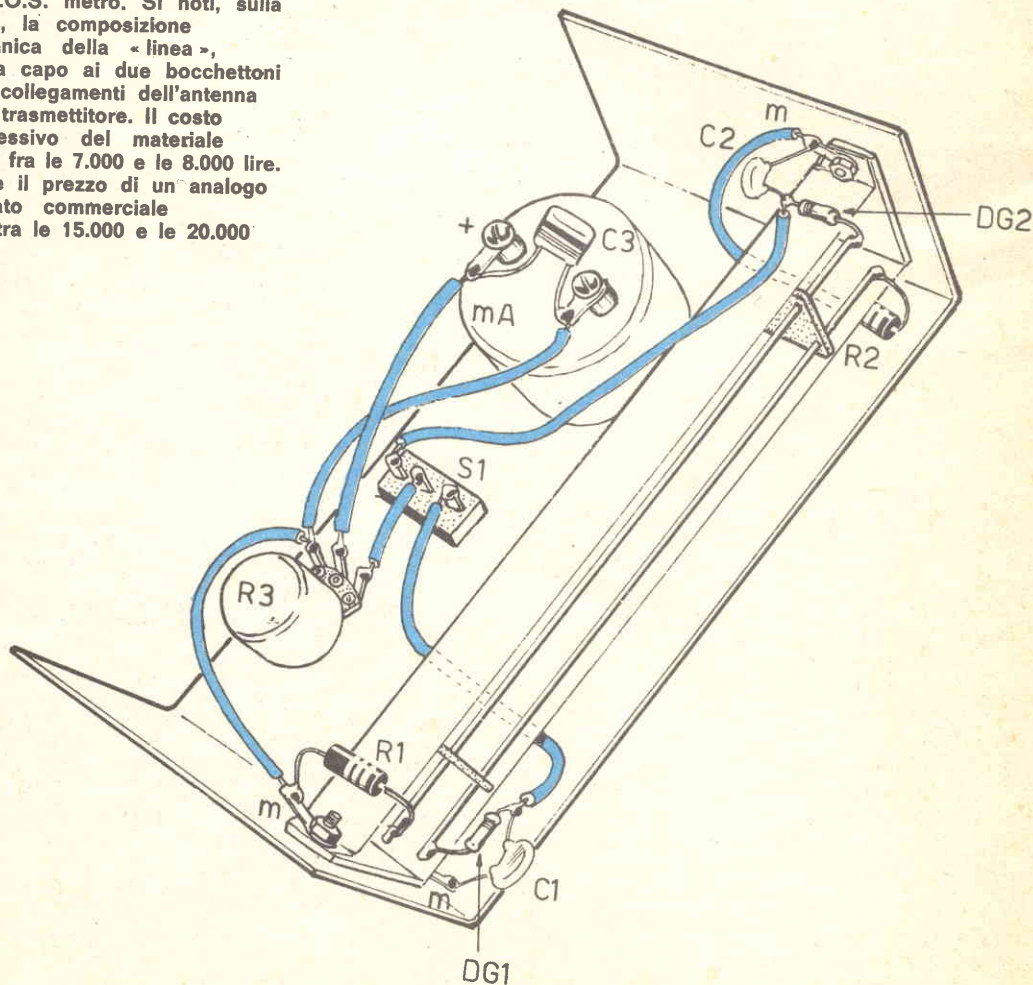 .O.S. metro. Si noti, sulla
, la composizione
nica della « linea »,
a capo ai due bocchettoni
collegamenti dell'antenna
trasmettitore. Il costo
essivo del materiale
fra le 7.000 e le 8.000 lire.
e il prezzo di un analogo
ato commerciale
tra le 15.000 e le 20.000
m
C2
DG2
+
C3
mA
R2
S1
R3
R1
m
m
C1
DG1